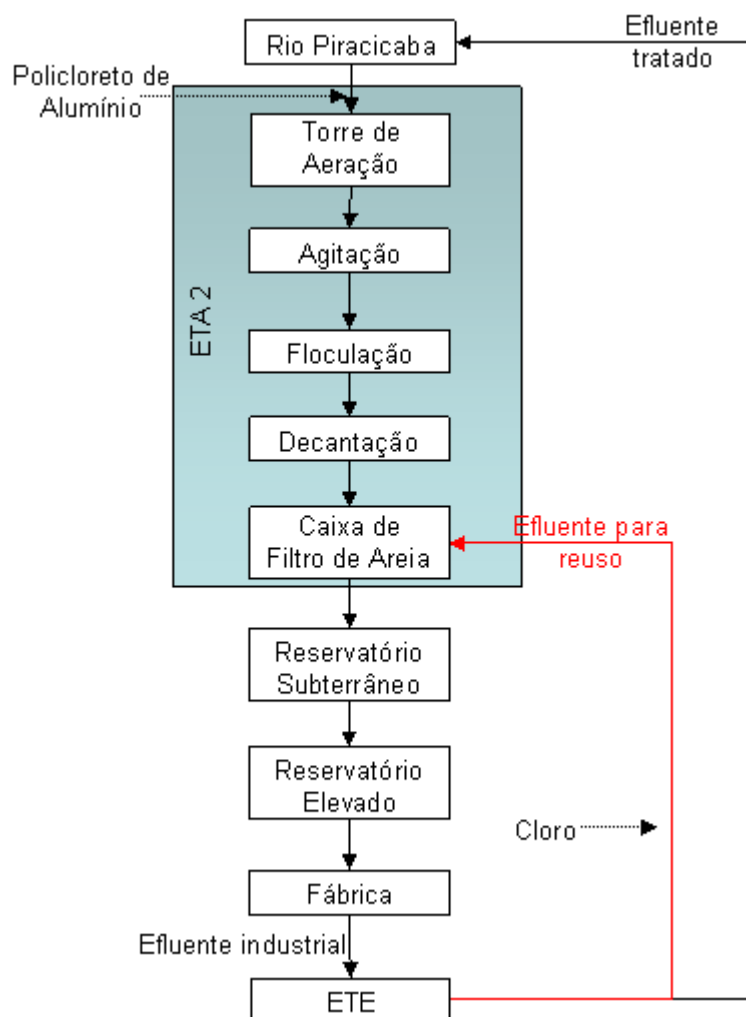 Rio Piracicaba
Efluente
tratado
Policloreto de
Alumínio
Torre de
Aeração
Agitação
ETA 2
Floculação
Decantação
Caixa de
Filtro de Areia
Efluente para
reuso
Reservatório
Subterrâneo
Reservatório
Elevado
Cloro
Fábrica
Efluente industrial
ETE